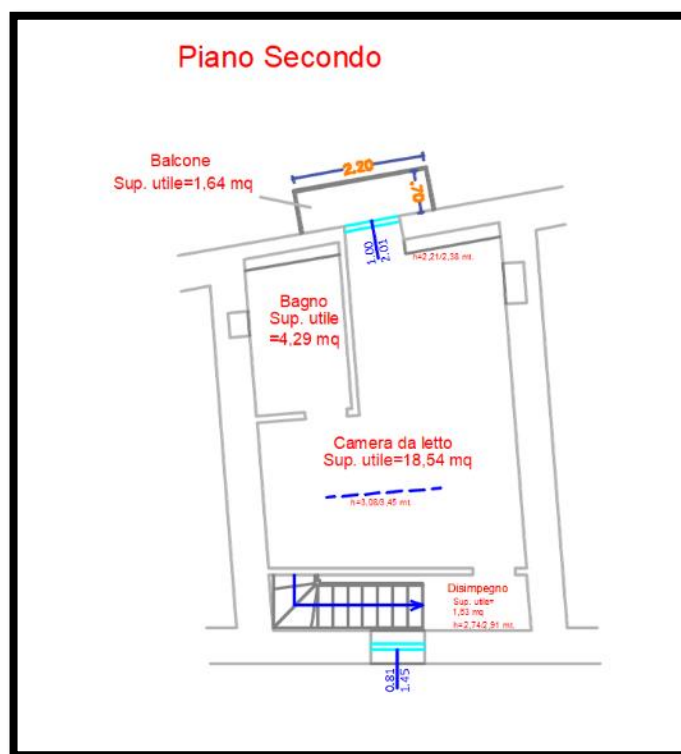 Piano Secondo
Balcone
Sup. utile=1,64 mq
2.20
.70
1.00
2.01
h=2,21/2,38 mt.
Bagno
Sup. utile
=4,29 mq
Camera da letto
Sup. utile=18,54 mq
h=3,08/3,45 mt.
Disimpegno
Sup. utile=
1,53 mq
h=2,74/2,91 mt.
0.81
1.45